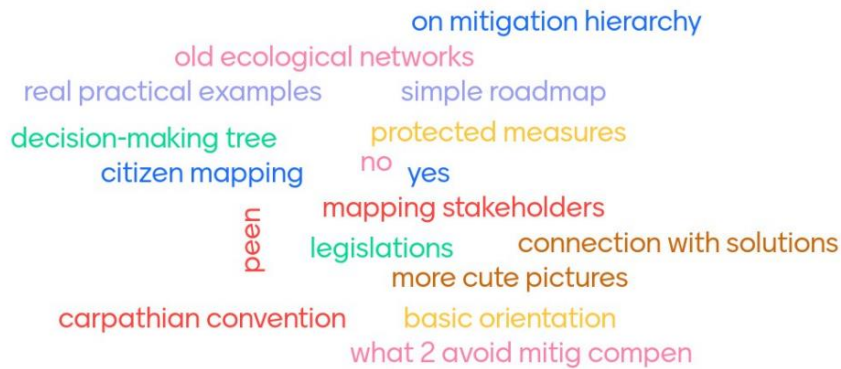 on mitigation hierarchy
old ecological networks
real practical examples
simple roadmap
decision-making tree
protected measures
no
citizen mapping
yes
mapping stakeholders
peen
legislations
connection with solutions
more cute pictures
carpathian convention
basic orientation
what 2 avoid mitig compen